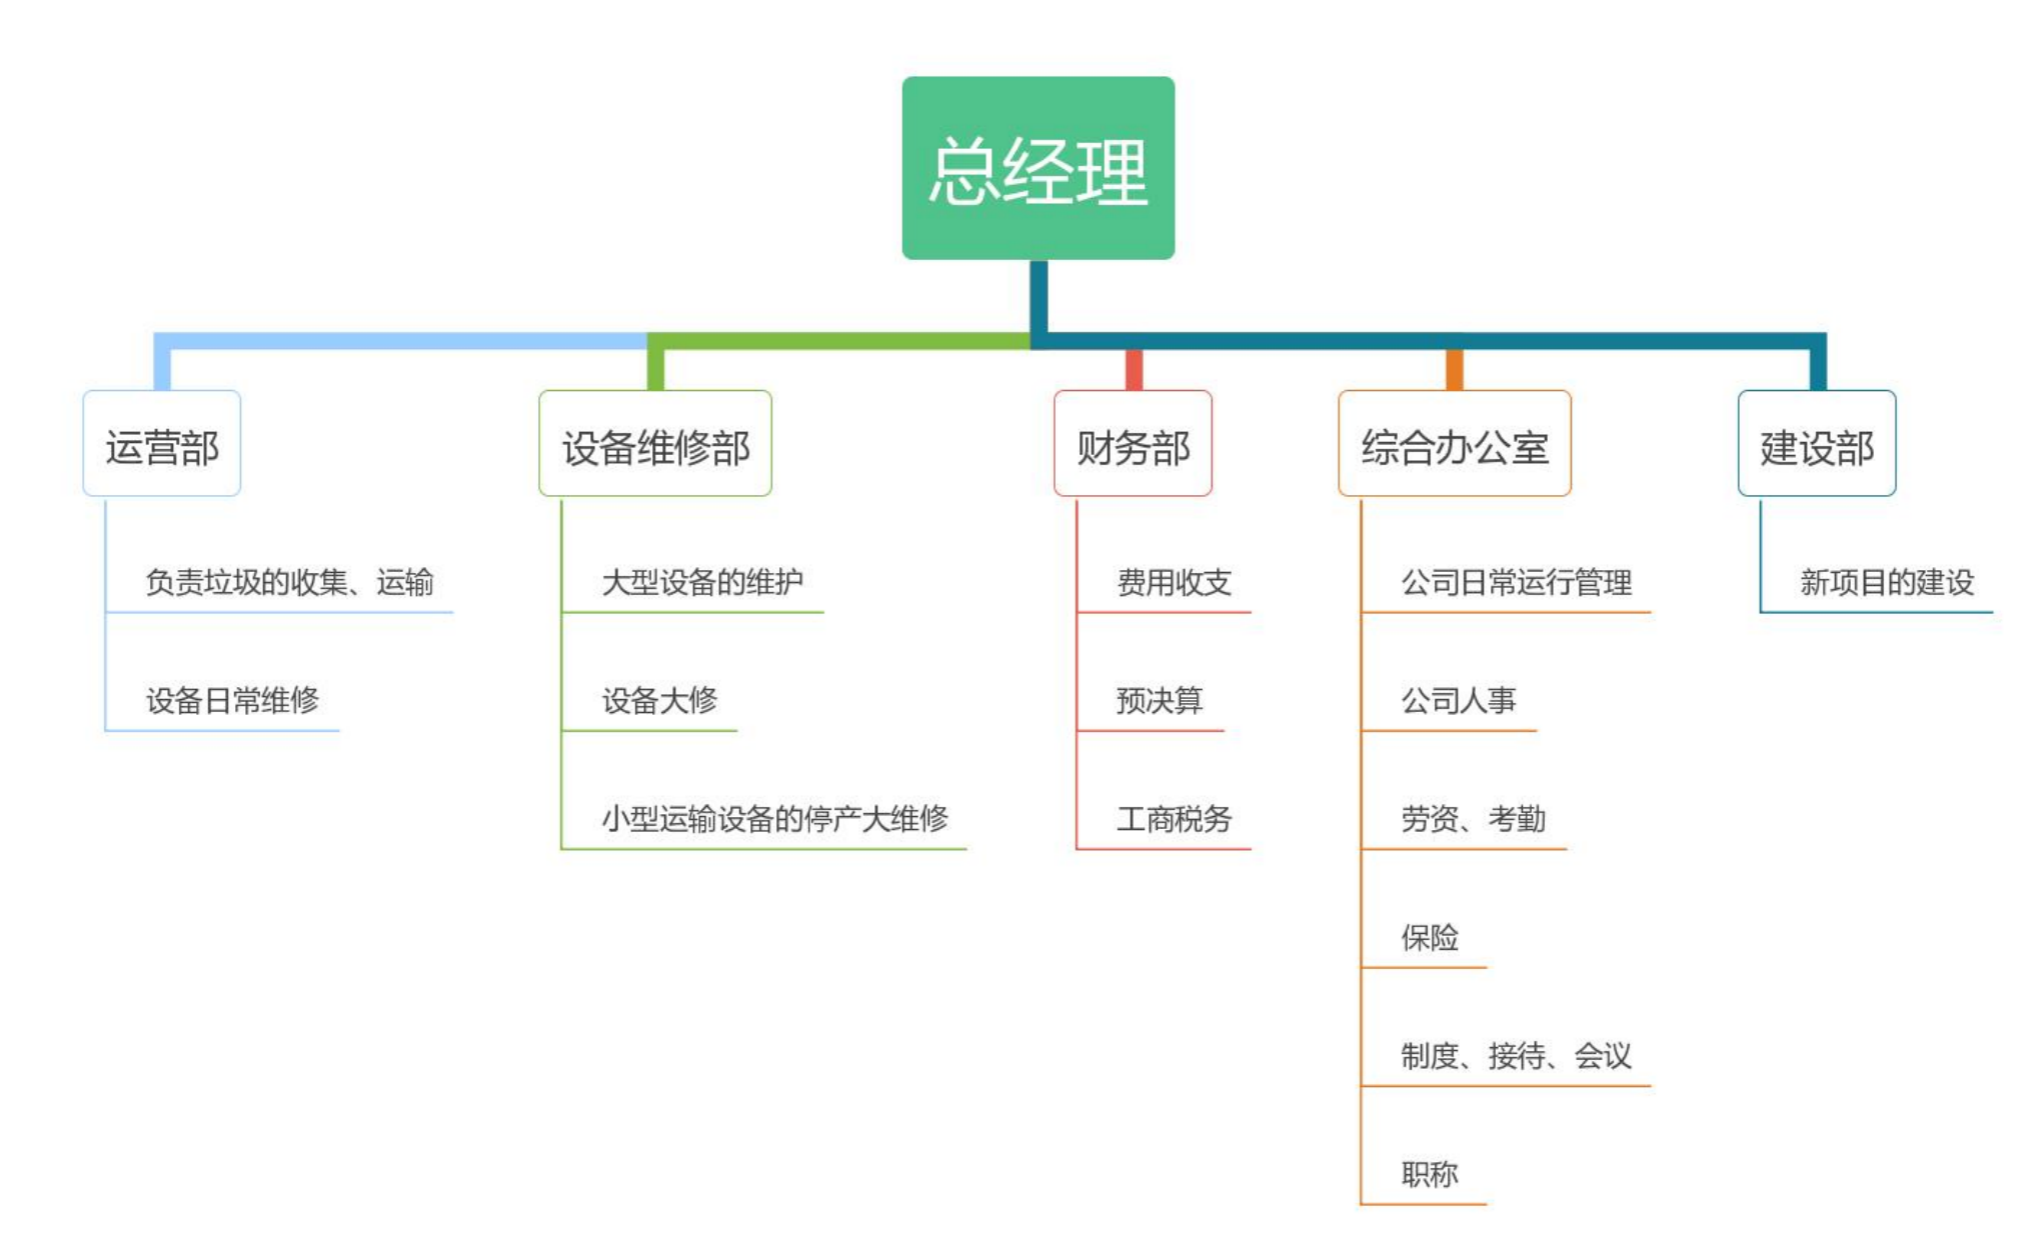 总经理
运营部
设备维修部
财务部
综合办公室
建设部
负责垃圾的收集、运输
设备日常维修
大型设备的维护
设备大修
小型运输设备的停产大维修
费用收支
预决算
工商税务
公司日常运行管理
公司人事
劳资、考勤
保险
制度、接待、会议
职称
新项目的建设